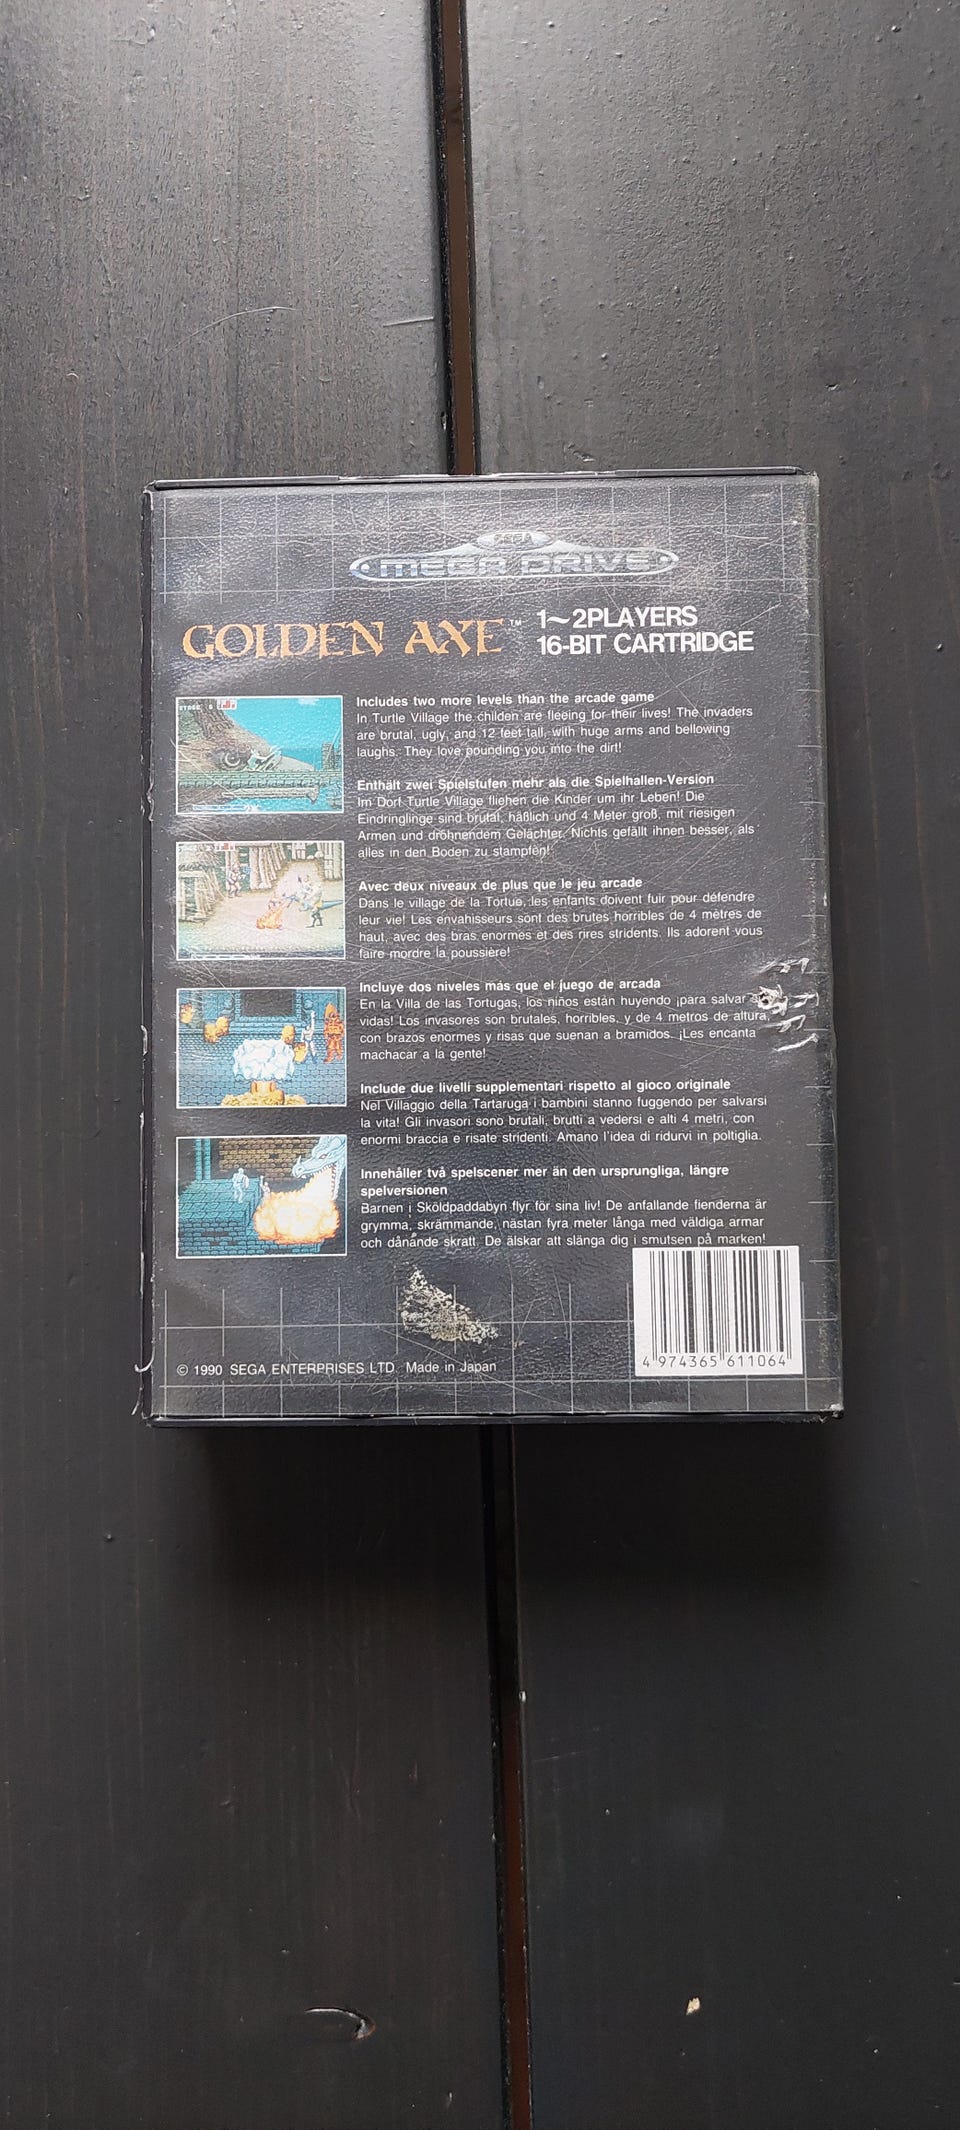 SEGA
MEGA DRIVE
GOLDEN AXE™
1~2PLAYERS
16-BIT CARTRIDGE
Includes two more levels than the arcade game
In Turtle Village the childen are fleeing for their lives! The invaders
are brutal, ugly, and 12 feet tall, with huge arms and bellowing
laughs. They love pounding you into the dirt!
Enthält zwei Spielstufen mehr als die Spielhallen-Version
Im Dorf Turtle Village fliehen die Kinder um ihr Leben! Die
Eindringlinge sind brutal, häßlich und 4 Meter groß, mit riesigen
Armen und dröhnendem Gelächter. Nichts gefällt ihnen besser, als
alles in den Boden zu stampfen!
Avec deux niveaux de plus que le jeu arcade
Dans le village de la Tortue, les enfants doivent fuir pour défendre
leur vie! Les envahisseurs sont des brutes horribles de 4 mètres de
haut, avec des bras enormes et des rires stridents. Ils adorent vous
faire mordre la poussière!
Incluye dos niveles más que el juego de arcada
En la Villa de las Tortugas, los niños están huyendo ¡para salvar
vidas! Los invasores son brutales, horribles, y de 4 metros de altura,
con brazos enormes y risas que suenan a bramidos. ¡Les encanta
machacar a la gente!
Include due livelli supplementari rispetto al gioco originale
Nel Villaggio della Tartaruga i bambini stanno fuggendo per salvarsi
la vita! Gli invasori sono brutali, brutti a vedersi e alti 4 metri, con
enormi braccia e risate stridenti. Amano l'idea di ridurvi in poltiglia.
Innehåller två spelscener mer än den ursprungliga, längre
spelversionen
Barnen i Sköldpaddabyn flyr för sina liv! De anfallande fienderna är
grymma, skrämmande, nästan fyra meter långa med väldiga armar
och dånande skratt. De älskar att slänga dig i smutsen på marken!
© 1990 SEGA ENTERPRISES LTD. Made in Japan
4 974365 611064